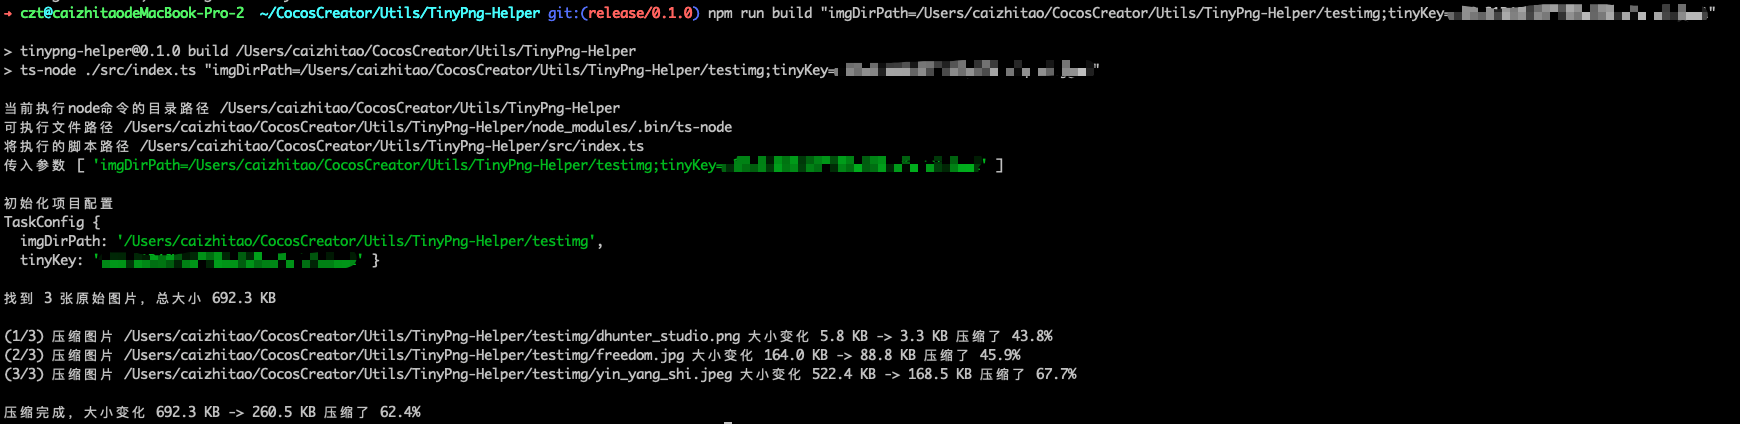 → czt@caizhitaodeMacBook-Pro-2 ~/CocosCreator/Utils/TinyPng-Helper git:(release/0.1.0) npm run build "imgDirPath=/Users/caizhitao/CocosCreator/Utils/TinyPng-Helper/testimg;tinyKey= "
> tinypng-helper@0.1.0 build /Users/caizhitao/CocosCreator/Utils/TinyPng-Helper
> ts-node ./src/index.ts "imgDirPath=/Users/caizhitao/CocosCreator/Utils/TinyPng-Helper/testimg;tinyKey= "
当前执行node命令的目录路径 /Users/caizhitao/CocosCreator/Utils/TinyPng-Helper
可执行文件路径 /Users/caizhitao/CocosCreator/Utils/TinyPng-Helper/node_modules/.bin/ts-node
将执行的脚本路径 /Users/caizhitao/CocosCreator/Utils/TinyPng-Helper/src/index.ts
传入参数 [ 'imgDirPath=/Users/caizhitao/CocosCreator/Utils/TinyPng-Helper/testimg;tinyKey= ' ]
初始化项目配置
TaskConfig {
imgDirPath: '/Users/caizhitao/CocosCreator/Utils/TinyPng-Helper/testimg',
tinyKey: ' ' }
找到 3 张原始图片，总大小 692.3 KB
(1/3) 压缩图片 /Users/caizhitao/CocosCreator/Utils/TinyPng-Helper/testimg/dhunter_studio.png 大小变化 5.8 KB -> 3.3 KB 压缩了 43.8%
(2/3) 压缩图片 /Users/caizhitao/CocosCreator/Utils/TinyPng-Helper/testimg/freedom.jpg 大小变化 164.0 KB -> 88.8 KB 压缩了 45.9%
(3/3) 压缩图片 /Users/caizhitao/CocosCreator/Utils/TinyPng-Helper/testimg/yin_yang_shi.jpeg 大小变化 522.4 KB -> 168.5 KB 压缩了 67.7%
压缩完成，大小变化 692.3 KB -> 260.5 KB 压缩了 62.4%